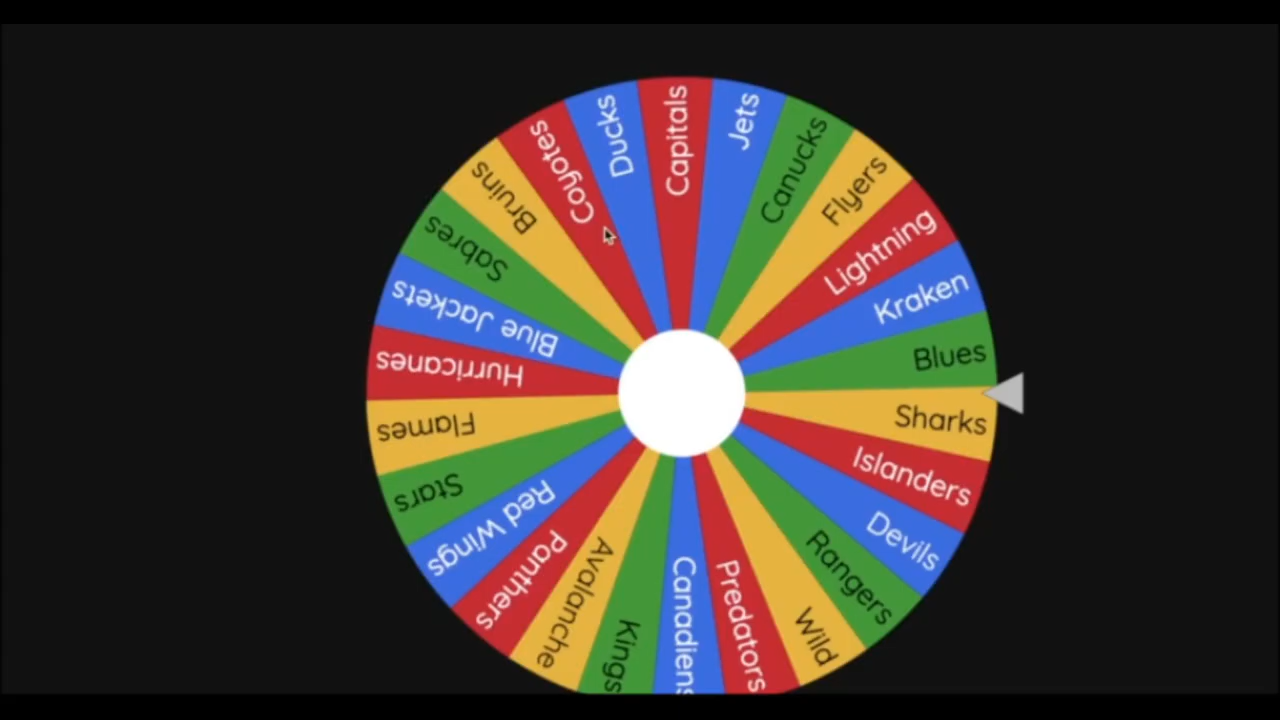 Capitals
Jets
Canucks
Flyers
Lightning
Kraken
Blues
Sharks
Islanders
Devils
Rangers
Wild
Predators
Canadiens
Kings
Avalanche
Panthers
Red Wings
Stars
Flames
Hurricanes
Blue Jackets
Sabres
Bruins
Coyotes
Ducks